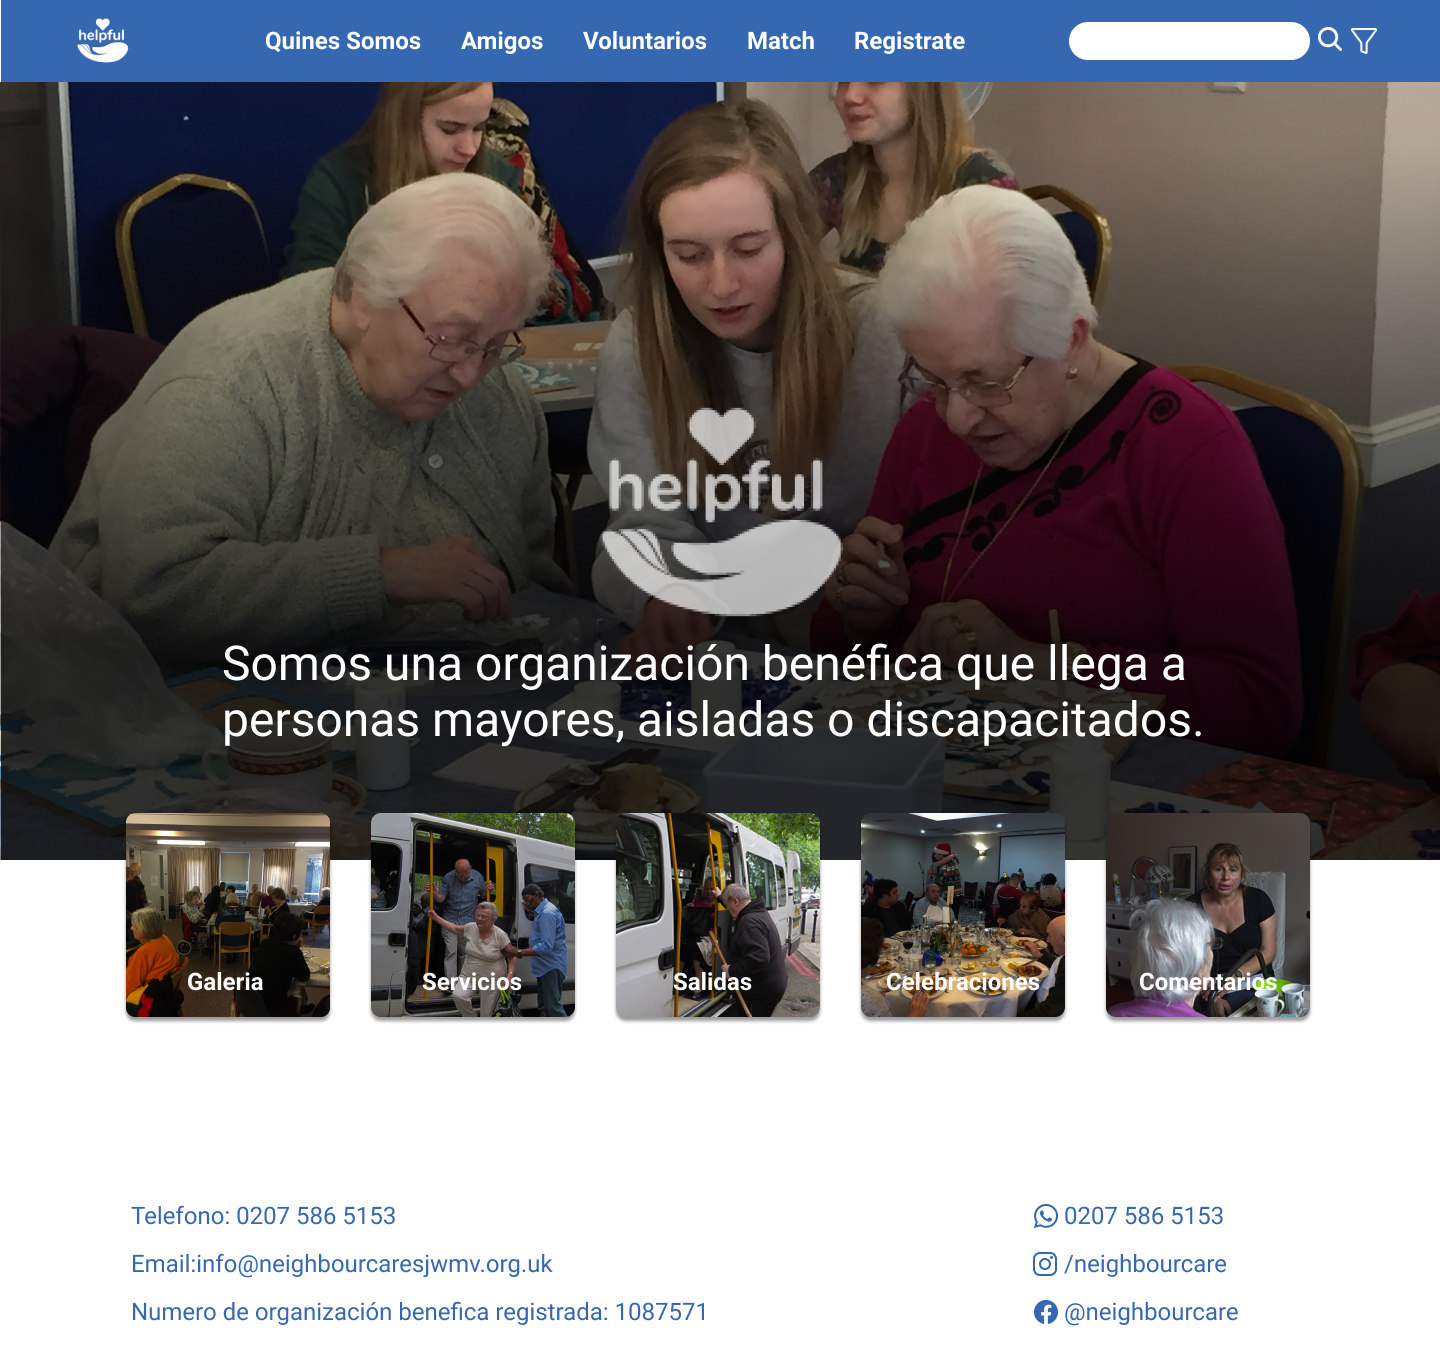 helpful
Quines Somos
Amigos
Voluntarios
Match
Registrate
helpful
Somos una organización benéfica que llega a
personas mayores, aisladas o discapacitados.
Galeria
Servicios
Salidas
Celebraciones
Comentarios
Telefono: 0207 586 5153
Email:info@neighbourcaresjwmv.org.uk
Numero de organización benefica registrada: 1087571
0207 586 5153
/neighbourcare
@neighbourcare